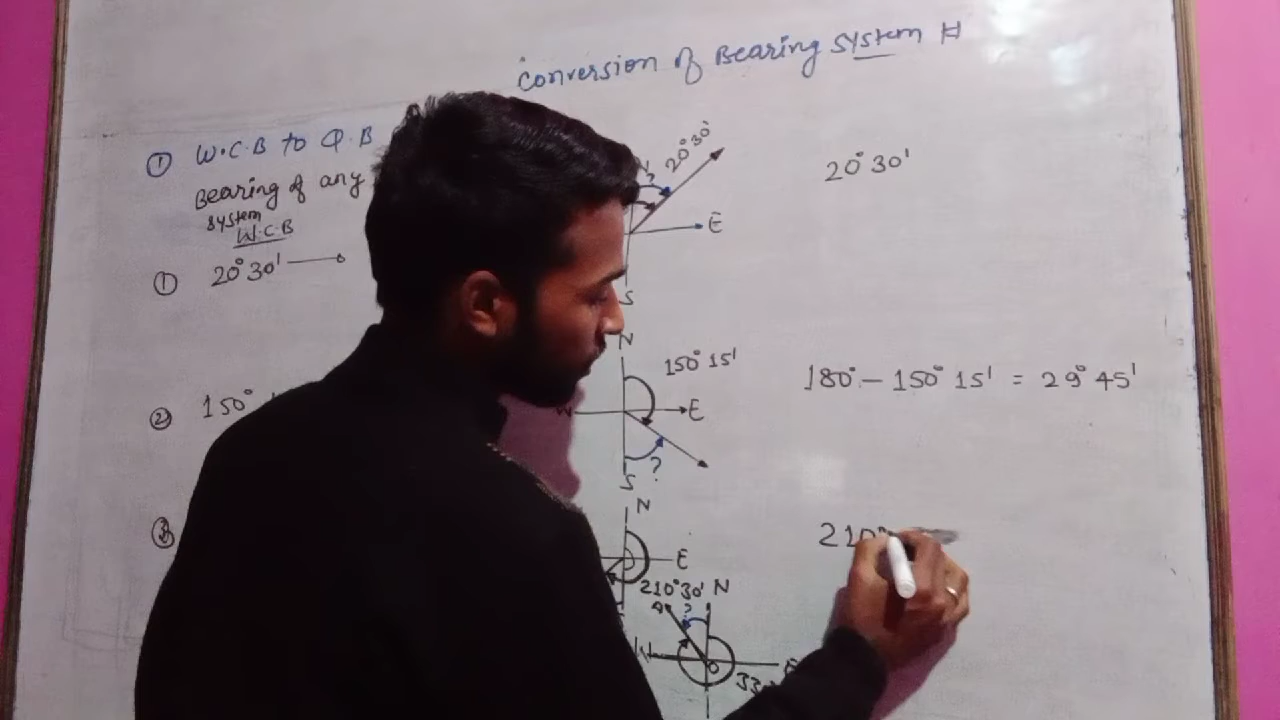 Conversion of Bearing System #
① W.C.B to Q.B
Bearing of any
system
W.C.B
① 20° 30'
20° 30'
E
S
20° 30'
② 150°
N
150° 15'
W
E
S
?
180° - 150° 15' = 29° 45'
③
N
E
210° 30'
N
A
?
W
O
210°